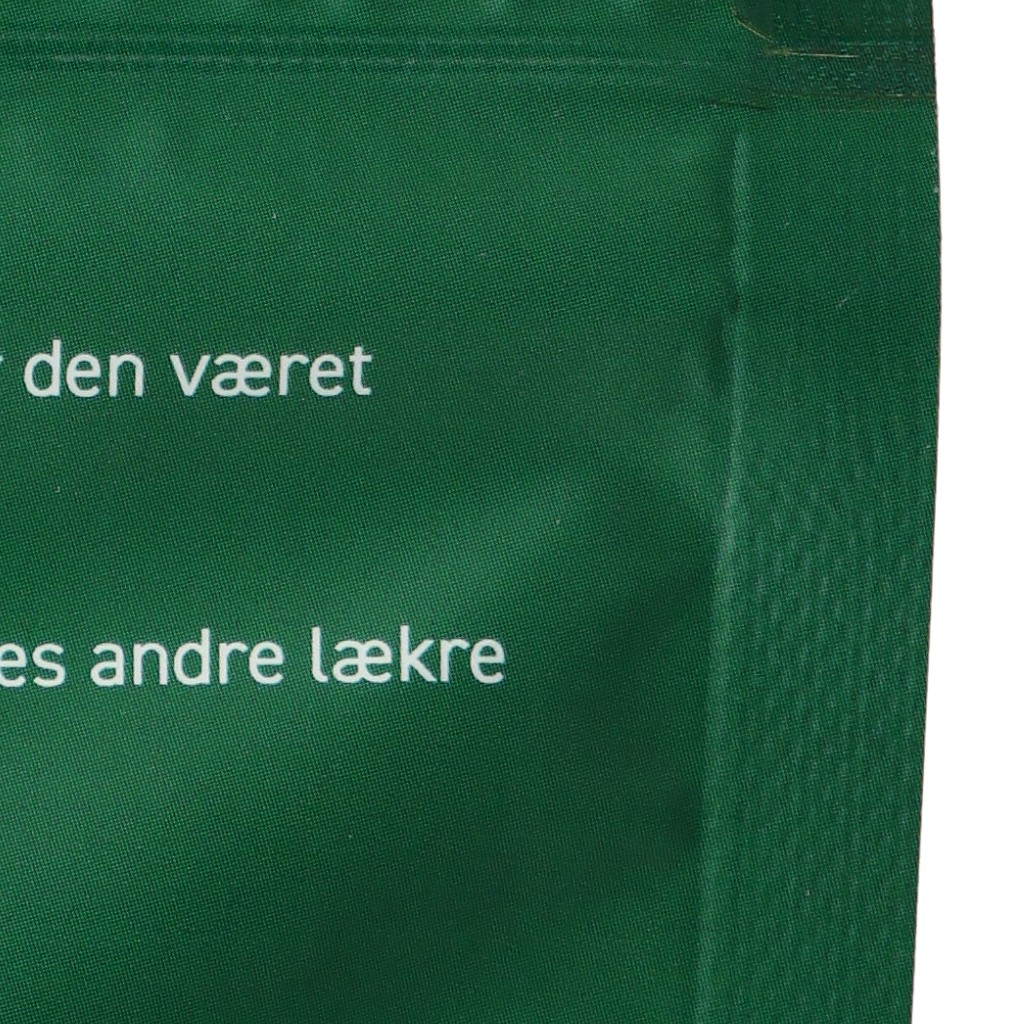 den været
es andre lækre